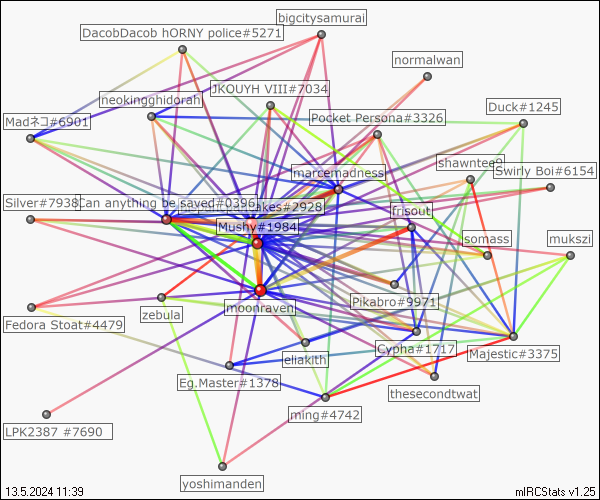 bigcitysamurai
DacobDacob hORNY police#5271
normalwan
JKOUYH VIII#7034
neokingghidorah
Duck#1245
Pocket Persona#3326
Madネコ#6901
shawntee0
marcemadness
Swirly Boi#6154
Silver#7938
Can anything be saved#0396
akes#2928
frisout
Mushy#1984
somass
mukszi
Pikabro#9971
moonraven
zebula
Fedora Stoat#4479
Cypha#1717
Majestic#3375
eliakith
Eg.Master#1378
thesecondtwat
ming#4742
LPK2387 #7690
yoshimanden
13.5.2024 11:39
mIRCStats v1.25